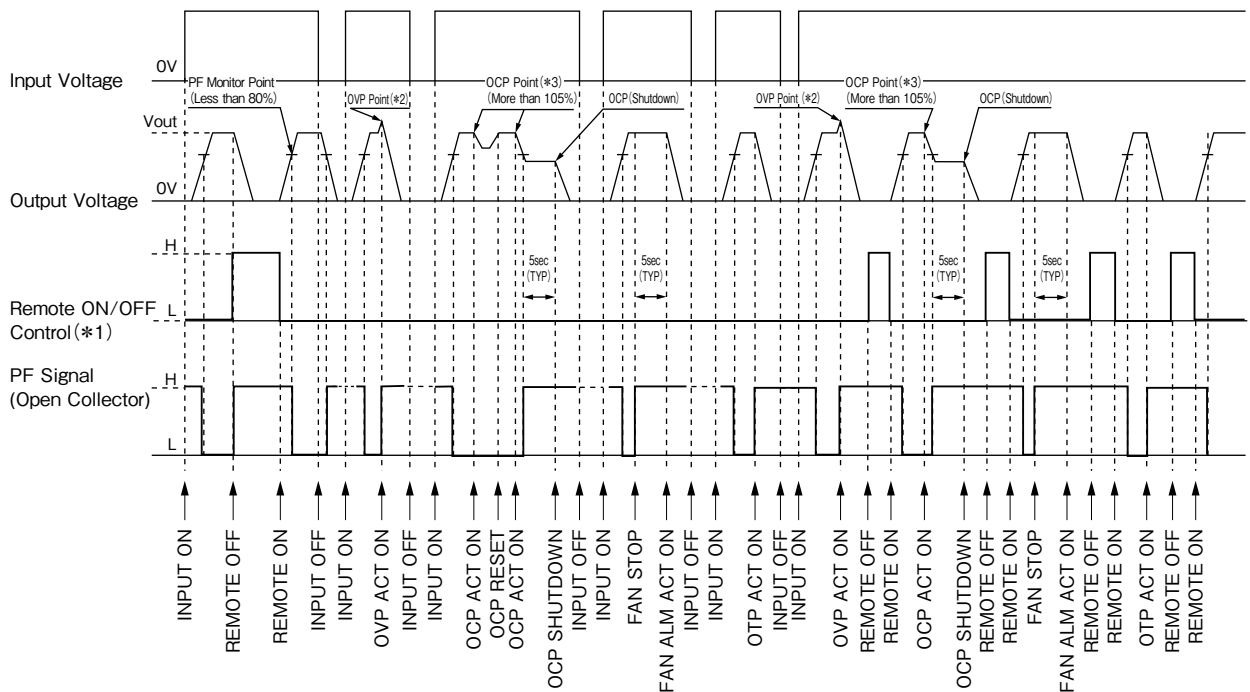 Input Voltage
0V
PF Monitor Point
(Less than 80%)
OVP Point(*2)
OCP Point(*3)
(More than 105%)
OCP(Shutdown)
OVP Point (*2)
OCP Point(*3)
(More than 105%)
OCP(Shutdown)
Vout
Output Voltage
0V
H
5sec
(TYP)
5sec
(TYP)
5sec
(TYP)
5sec
(TYP)
Remote ON/OFF
Control(*1)
L
PF Signal
(Open Collector)
H
L
INPUT ON
REMOTE OFF
REMOTE ON
INPUT OFF
INPUT ON
OVP ACT ON
INPUT OFF
INPUT ON
OCP ACT ON
OCP RESET
OCP ACT ON
OCP SHUTDOWN
INPUT OFF
INPUT ON
FAN STOP
FAN ALM ACT ON
INPUT OFF
INPUT ON
OTP ACT ON
INPUT OFF
INPUT ON
OVP ACT ON
REMOTE OFF
REMOTE ON
OCP ACT ON
OCP SHUTDOWN
REMOTE OFF
REMOTE ON
FAN STOP
FAN ALM ACT ON
REMOTE OFF
REMOTE ON
OTP ACT ON
REMOTE OFF
REMOTE ON